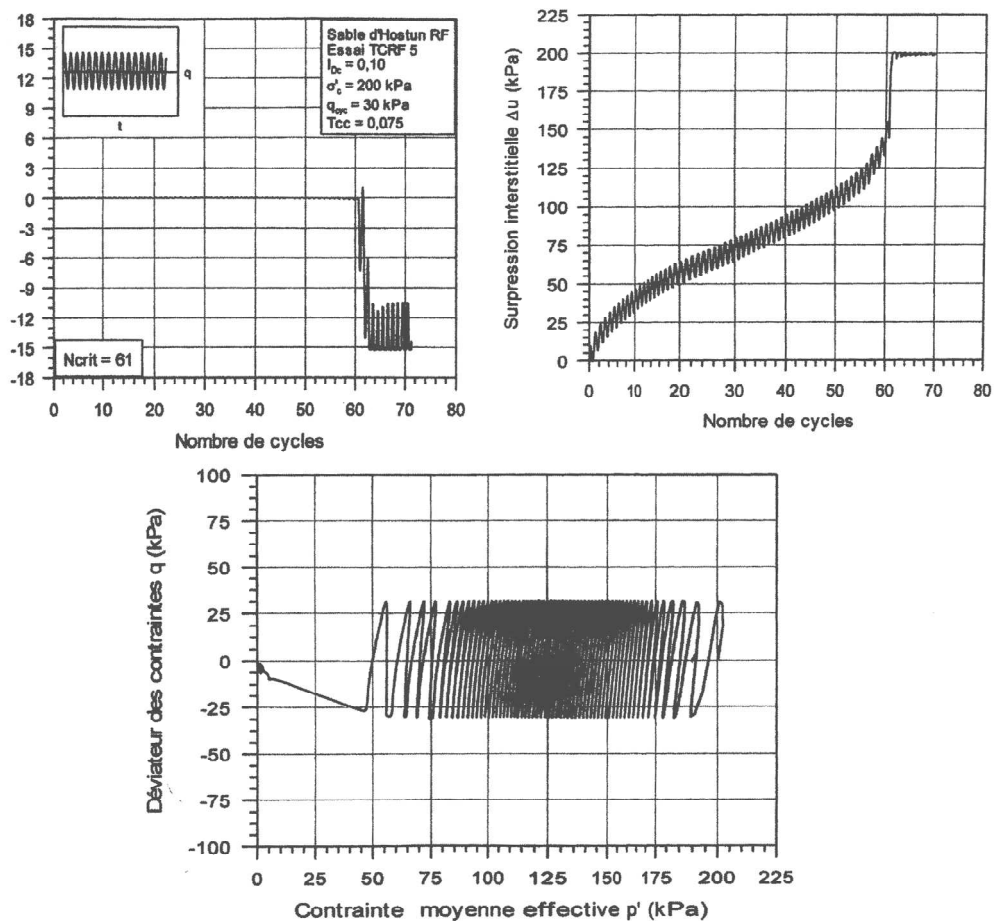 18
15
12
9
6
3
0
-3
-6
-9
-12
-15
-18
q
t
Sable d'Hostun RF
Essai TCRF 5
I_Dc = 0,10
σ'_c = 200 kPa
q_cyc = 30 kPa
Tcc = 0,075
Ncrit = 61
0 10 20 30 40 50 60 70 80
Nombre de cycles
Surpression interstitielle Δu (kPa)
225
200
175
150
125
100
75
50
25
0
0 10 20 30 40 50 60 70 80
Nombre de cycles
Déviateur des contraintes q (kPa)
100
75
50
25
0
-25
-50
-75
-100
0 25 50 75 100 125 150 175 200 225
Contrainte moyenne effective p' (kPa)